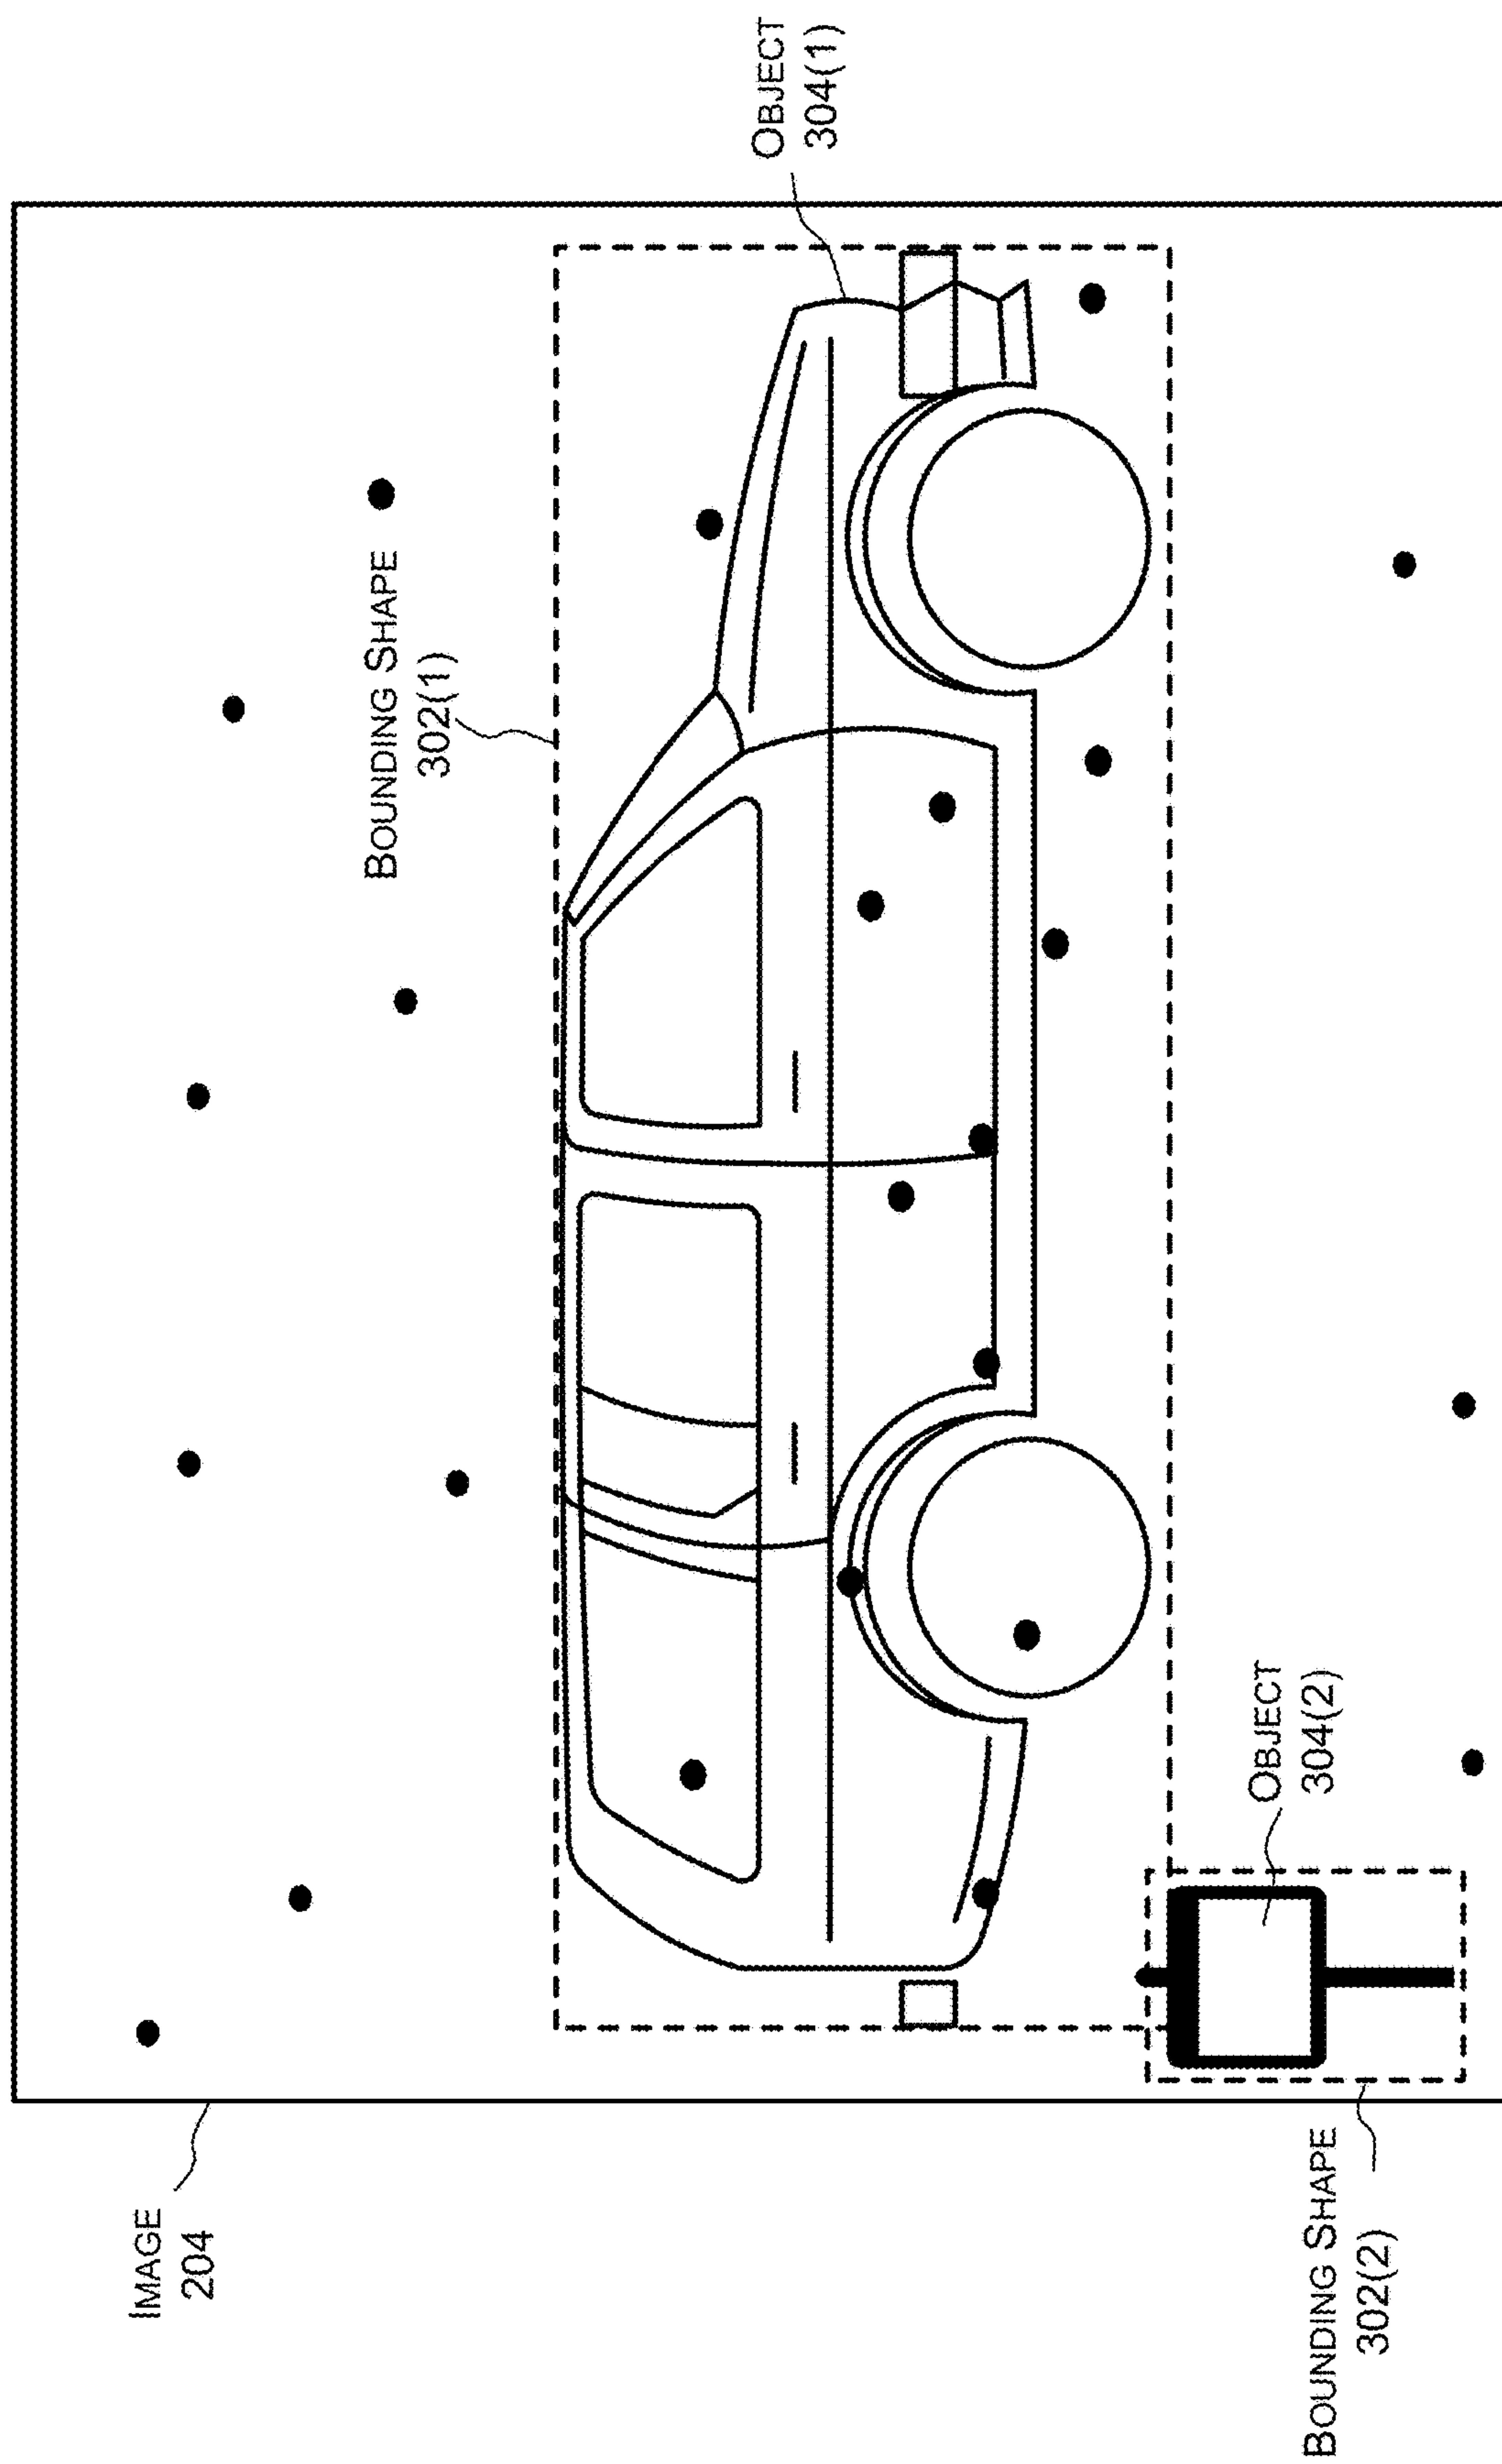 IMAGE
204
BOUNDING SHAPE
302(1)
OBJECT
304(1)
BOUNDING SHAPE
302(2)
OBJECT
304(2)